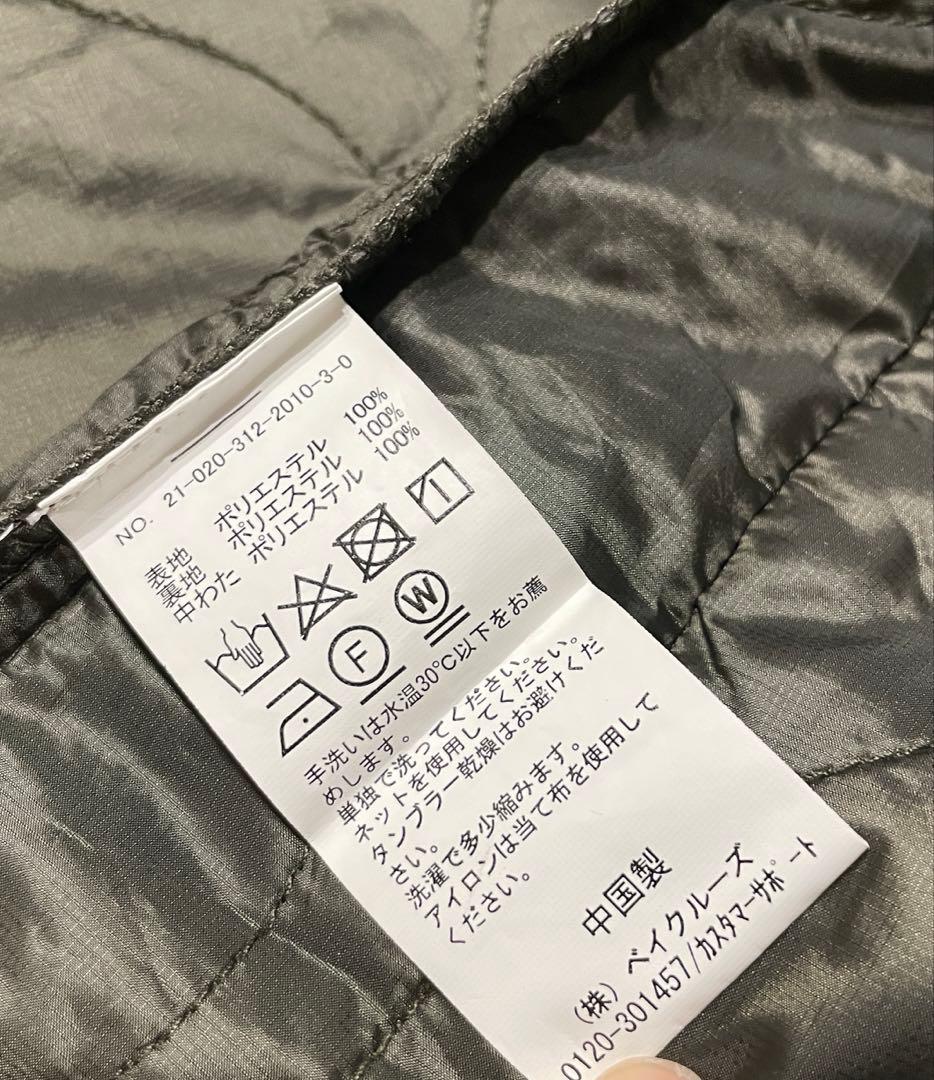 NO. 21-020-312-2010-3-0
表地 ポリエステル 100%
裏地 ポリエステル 100%
中わた ポリエステル 100%
F W
手洗いは水温30℃以下をお薦
めします。
単独で洗ってください。
ネットを使用してください。
タンブラー乾燥はお避けくだ
さい。
洗濯で多少縮みます。
アイロンは当て布を使用して
ください。
中国製
(株) ベイクルーズ
0120-301457/カスタマーサポート